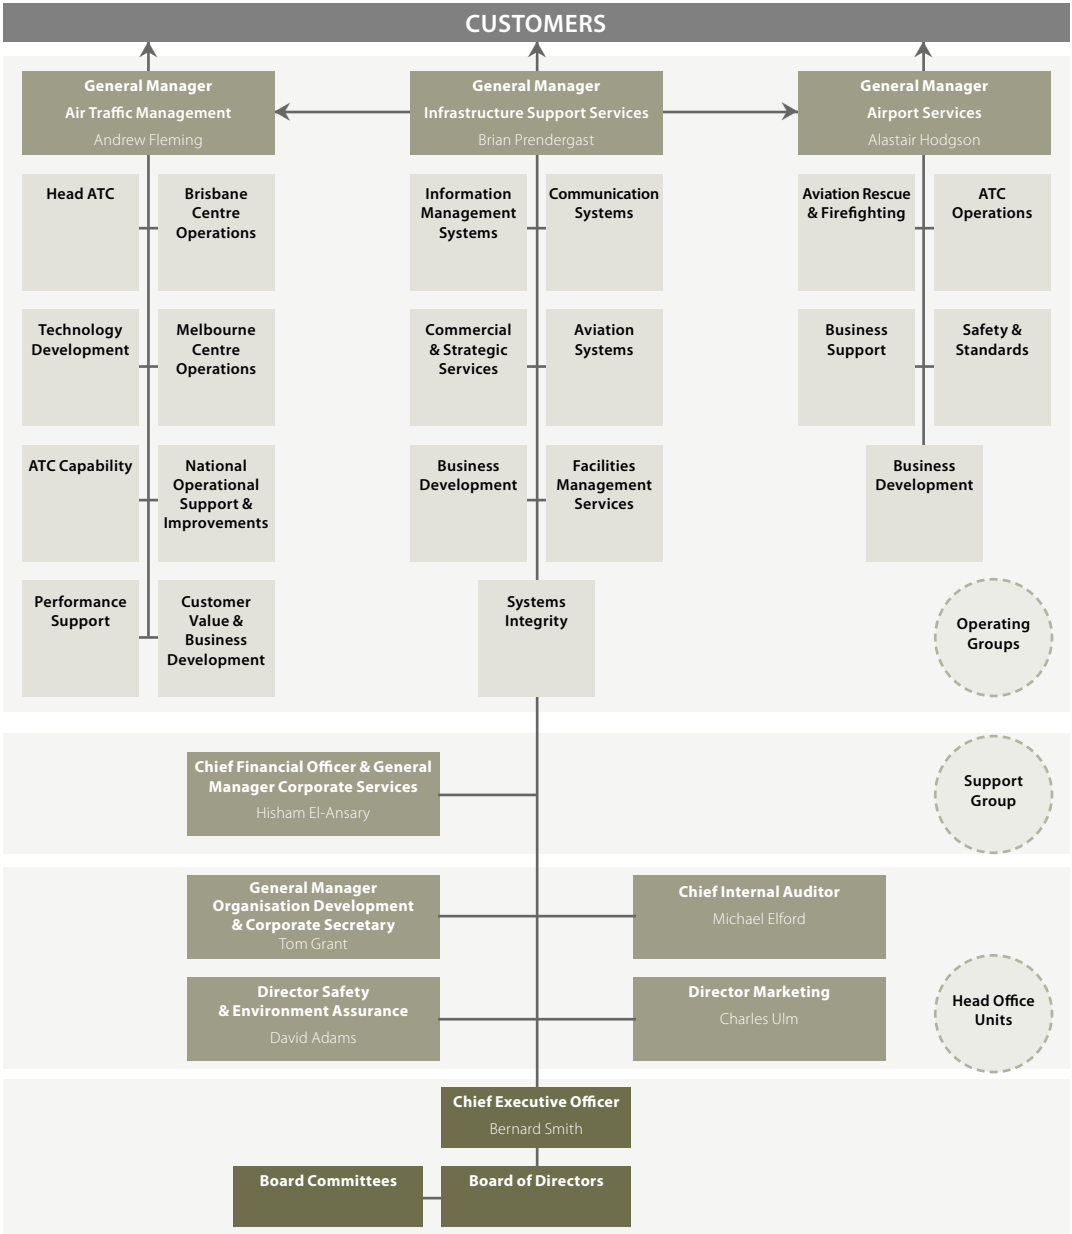 CUSTOMERS
General Manager
Air Traffic Management
Andrew Fleming
General Manager
Infrastructure Support Services
Brian Prendergast
General Manager
Airport Services
Alastair Hodgson
Head ATC
Brisbane
Centre
Operations
Information
Management
Systems
Communication
Systems
Aviation Rescue
& Firefighting
ATC
Operations
Technology
Development
Melbourne
Centre
Operations
Commercial
& Strategic
Services
Aviation
Systems
Business
Support
Safety &
Standards
ATC Capability
National
Operational
Support &
Improvements
Business
Development
Facilities
Management
Services
Business
Development
Performance
Support
Customer
Value &
Business
Development
Systems
Integrity
Operating
Groups
Chief Financial Officer & General
Manager Corporate Services
Hisham El-Ansary
Support
Group
General Manager
Organisation Development
& Corporate Secretary
Tom Grant
Chief Internal Auditor
Michael Elford
Director Safety
& Environment Assurance
David Adams
Director Marketing
Charles Ulm
Head Office
Units
Chief Executive Officer
Bernard Smith
Board Committees
Board of Directors